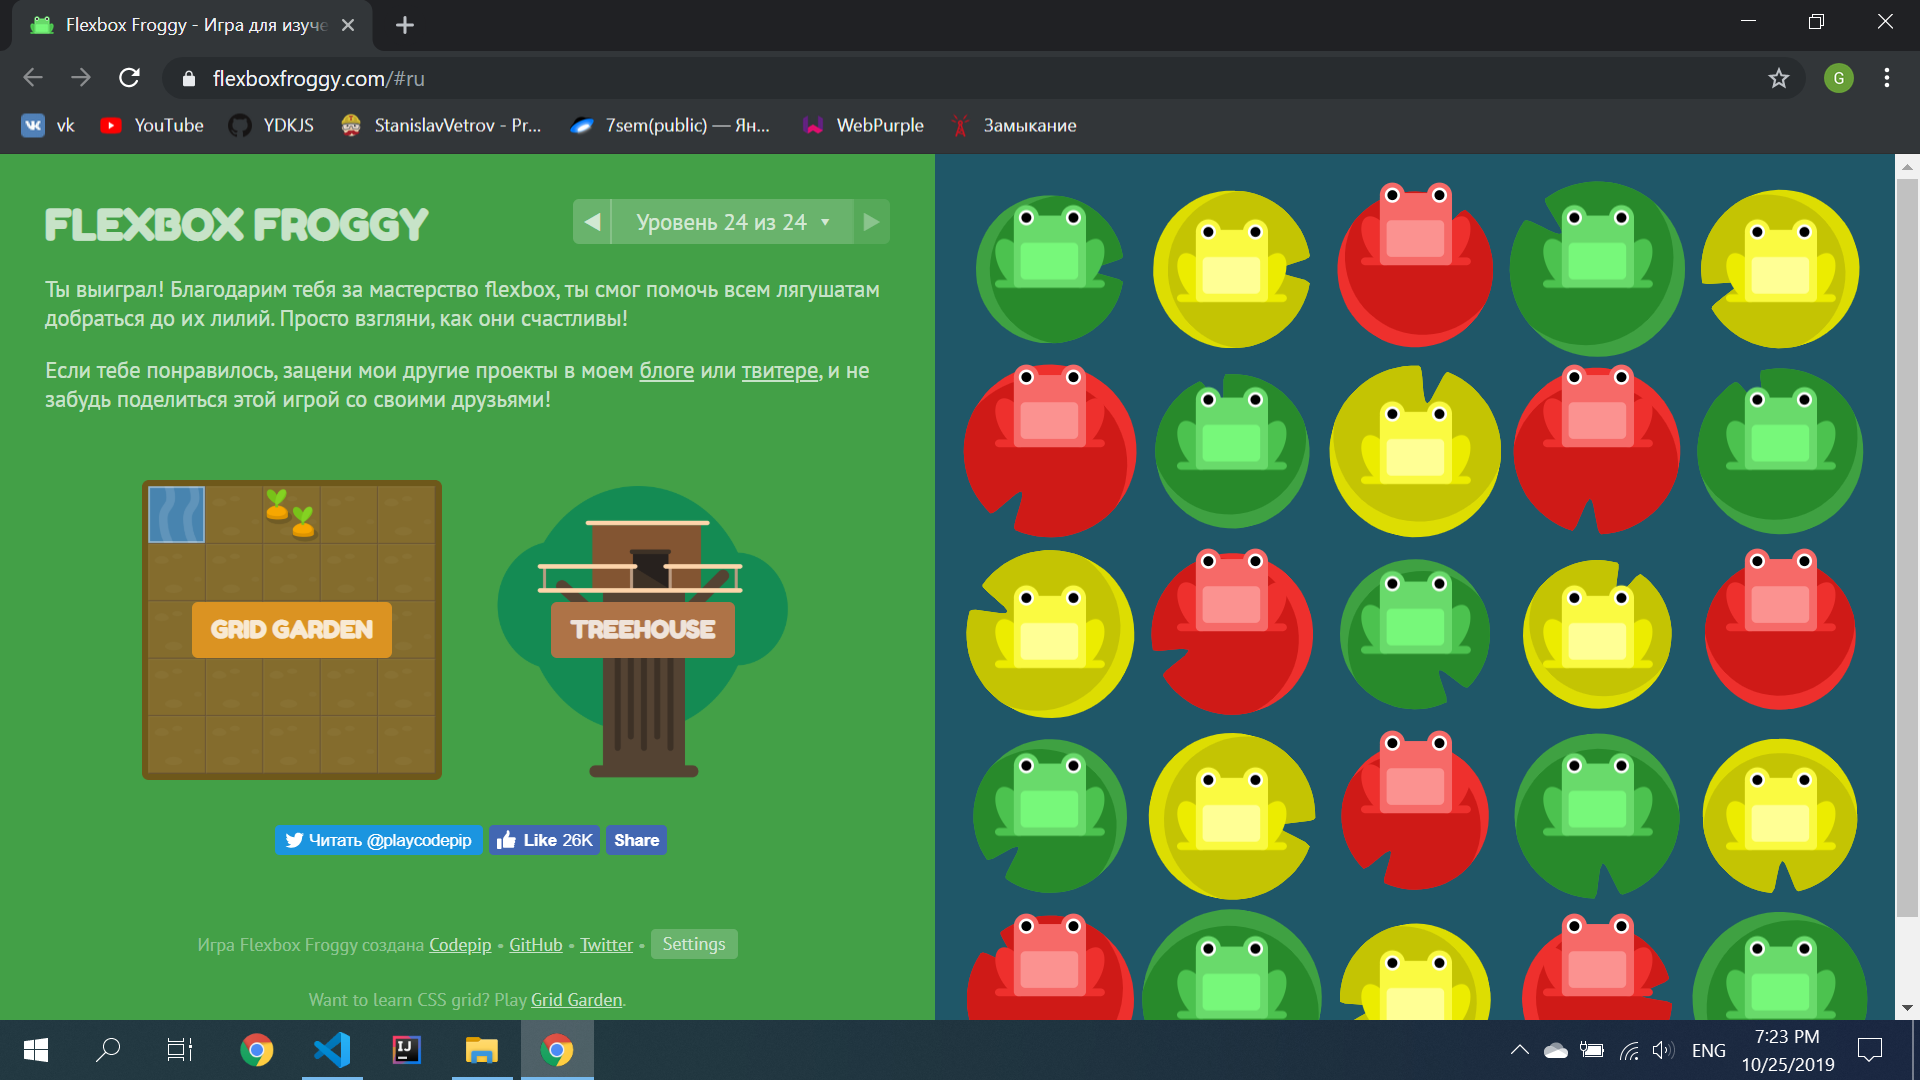 Flexbox Froggy - Игра для изуче
flexboxfroggy.com/#ru
G
vk
YouTube
YDKJS
StanislavVetrov - Pr...
7sem(public) — Ян...
WebPurple
Замыкание
FLEXBOX FROGGY
Уровень 24 из 24
Ты выиграл! Благодарим тебя за мастерство flexbox, ты смог помочь всем лягушатам
добраться до их лилий. Просто взгляни, как они счастливы!
Если тебе понравилось, зацени мои другие проекты в моем блоге или твитере, и не
забудь поделиться этой игрой со своими друзьями!
GRID GARDEN
TREEHOUSE
Читать @playcodepip
Like 26K
Share
Игра Flexbox Froggy создана Codepip • GitHub • Twitter • Settings
Want to learn CSS grid? Play Grid Garden.
IJ
ENG
7:23 PM
10/25/2019